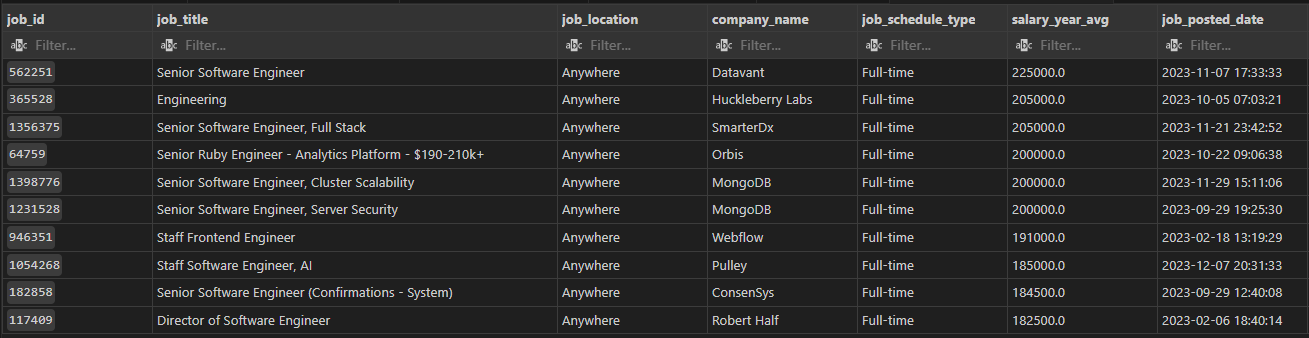 job_id job_title job_location company_name job_schedule_type salary_year_avg job_posted_date
abc Filter... abc Filter... abc Filter... abc Filter... abc Filter... abc Filter... abc Filter...
562251 Senior Software Engineer Anywhere Datavant Full-time 225000.0 2023-11-07 17:33:33
365528 Engineering Anywhere Huckleberry Labs Full-time 205000.0 2023-10-05 07:03:21
1356375 Senior Software Engineer, Full Stack Anywhere SmarterDx Full-time 205000.0 2023-11-21 23:42:52
64759 Senior Ruby Engineer - Analytics Platform - $190-210k+ Anywhere Orbis Full-time 200000.0 2023-10-22 09:06:38
1398776 Senior Software Engineer, Cluster Scalability Anywhere MongoDB Full-time 200000.0 2023-11-29 15:11:06
1231528 Senior Software Engineer, Server Security Anywhere MongoDB Full-time 200000.0 2023-09-29 19:25:30
946351 Staff Frontend Engineer Anywhere Webflow Full-time 191000.0 2023-02-18 13:19:29
1054268 Staff Software Engineer, AI Anywhere Pulley Full-time 185000.0 2023-12-07 20:31:33
182858 Senior Software Engineer (Confirmations - System) Anywhere ConsenSys Full-time 184500.0 2023-09-29 12:40:08
117409 Director of Software Engineer Anywhere Robert Half Full-time 182500.0 2023-02-06 18:40:14